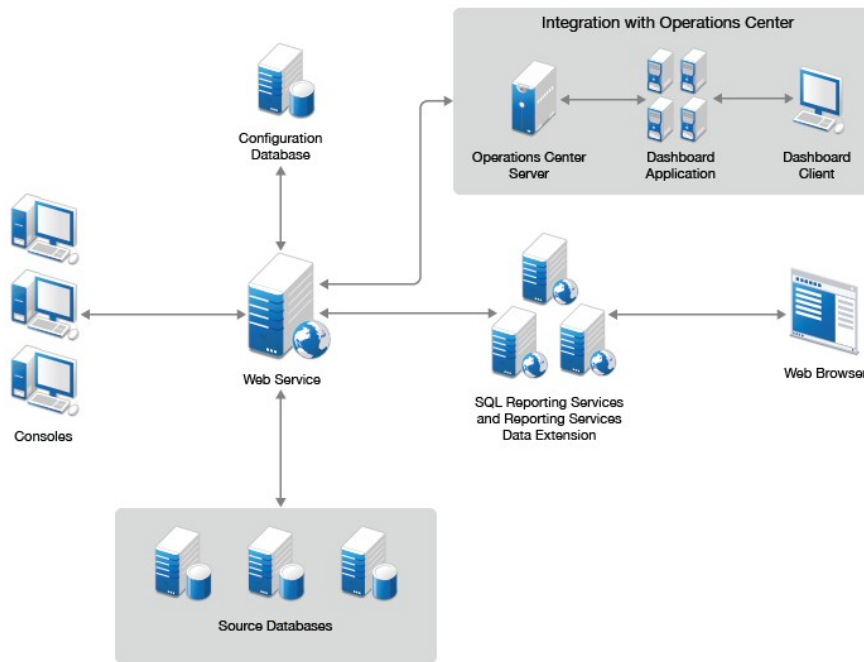 Integration with Operations Center
Configuration
Database
Operations Center
Server
Dashboard
Application
Dashboard
Client
Consoles
Web Service
SQL Reporting Services
and Reporting Services
Data Extension
Web Browser
Source Databases